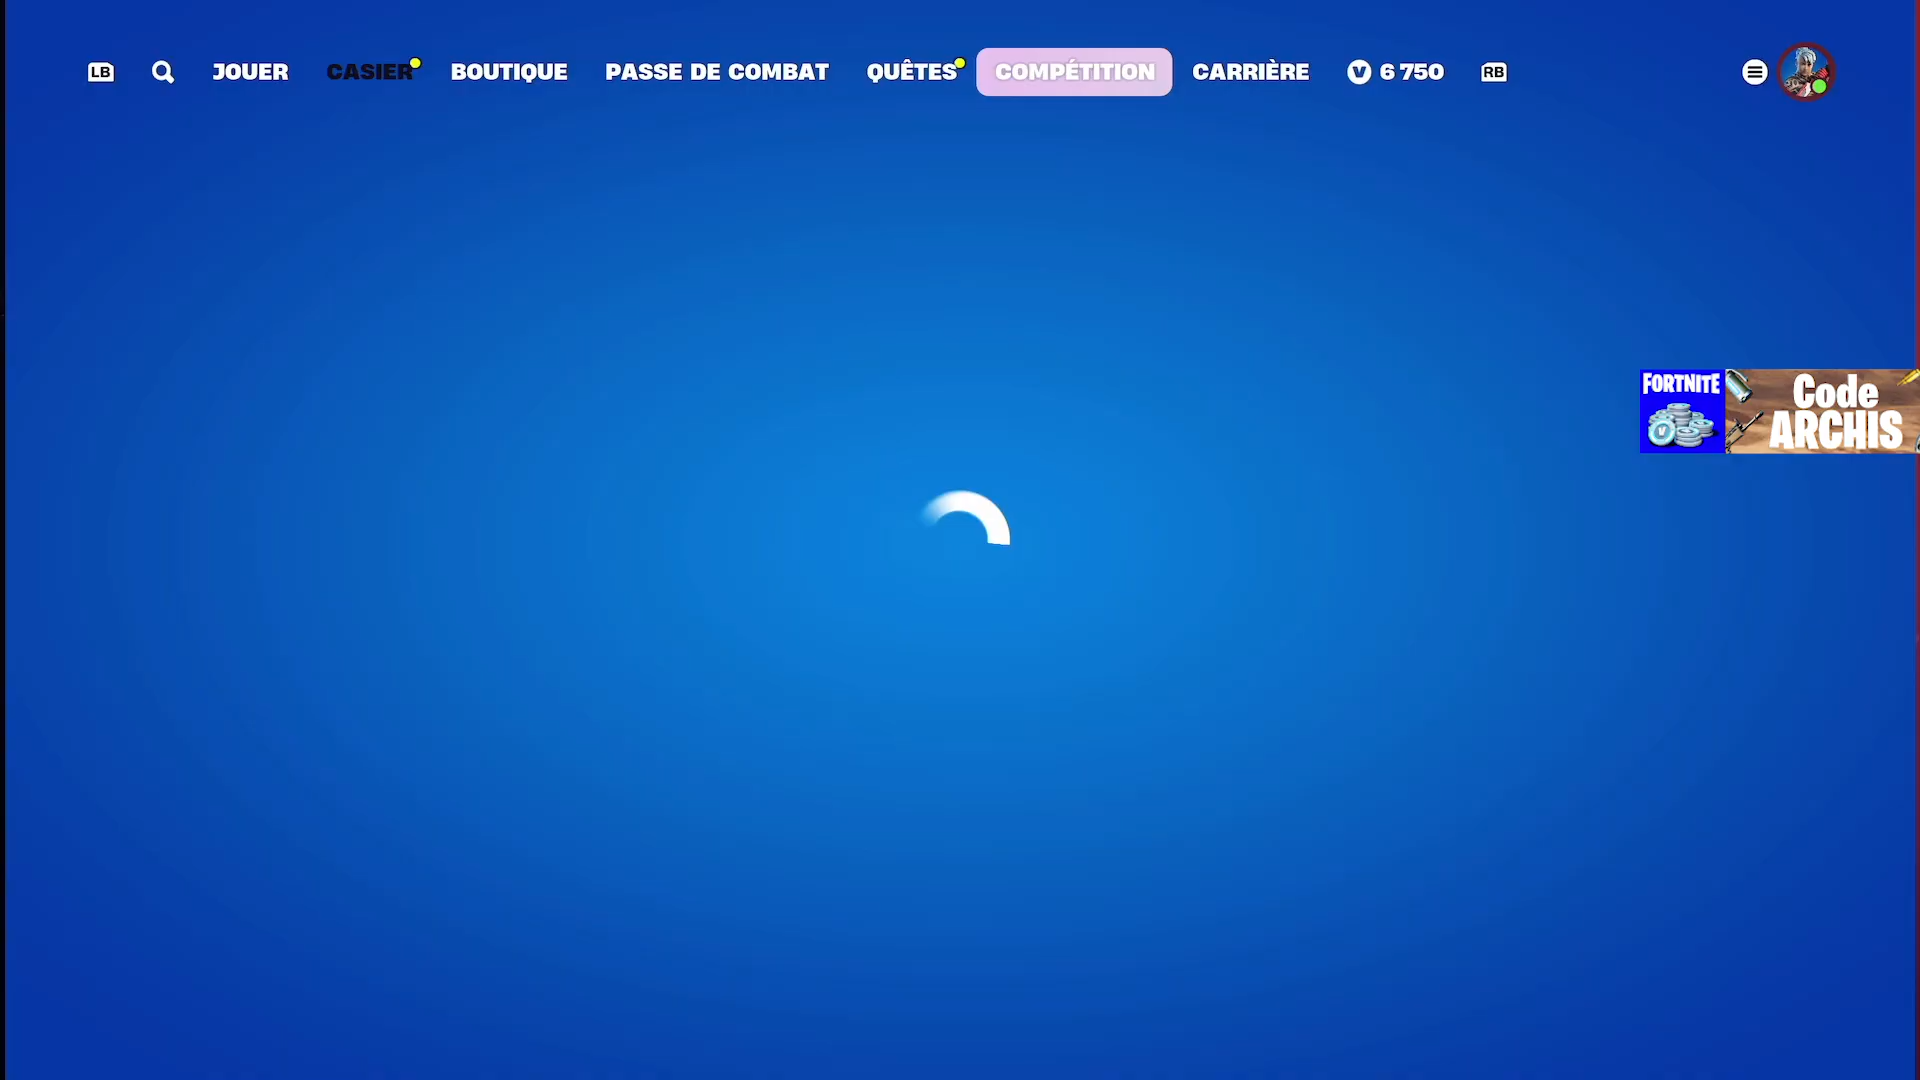 LB JOUER CASIER BOUTIQUE PASSE DE COMBAT QUÊTES COMPÉTITION CARRIÈRE V 6 750 RB
FORTNITE
V
Code
ARCHIS